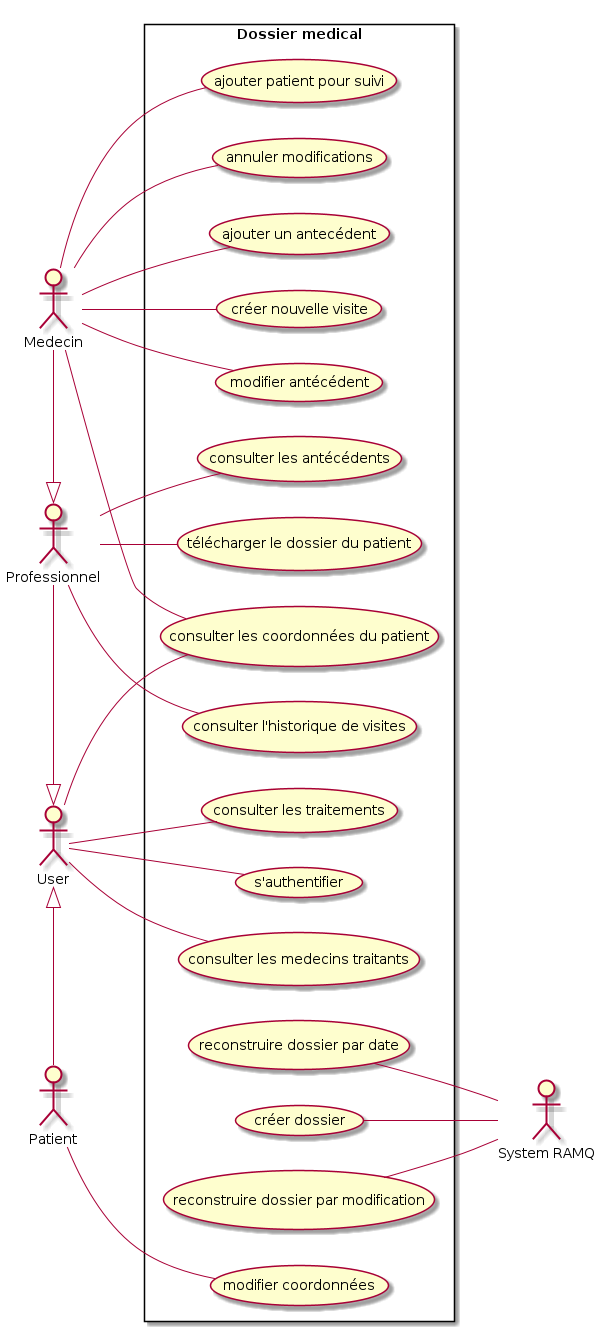 Dossier medical
ajouter patient pour suivi
annuler modifications
ajouter un antecédent
créer nouvelle visite
Medecin
modifier antécédent
consulter les antécédents
télécharger le dossier du patient
Professionnel
consulter les coordonnées du patient
consulter l'historique de visites
consulter les traitements
s'authentifier
User
consulter les medecins traitants
reconstruire dossier par date
créer dossier
Patient
System RAMQ
reconstruire dossier par modification
modifier coordonnées